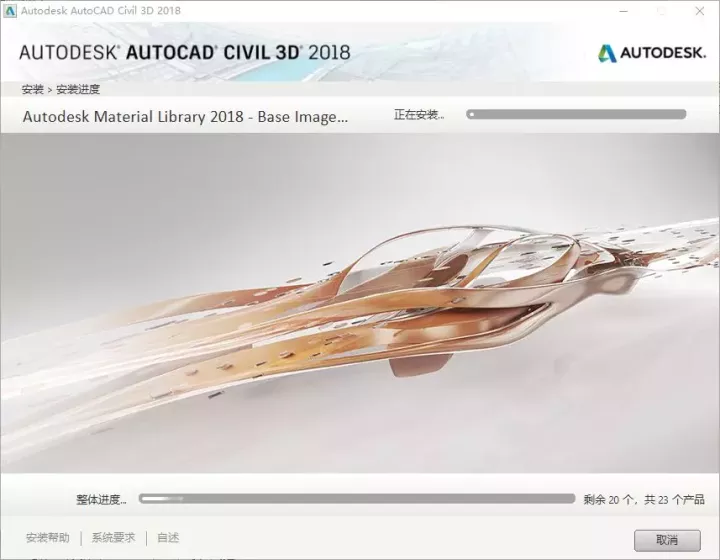 Autodesk AutoCAD Civil 3D 2018
AUTODESK® AUTOCAD® CIVIL 3D® 2018
AUTODESK.
安装 > 安装进度
Autodesk Material Library 2018 - Base Image...
正在安装...
整体进度...
剩余 20 个，共 23 个产品
安装帮助 | 系统要求 | 自述
取消